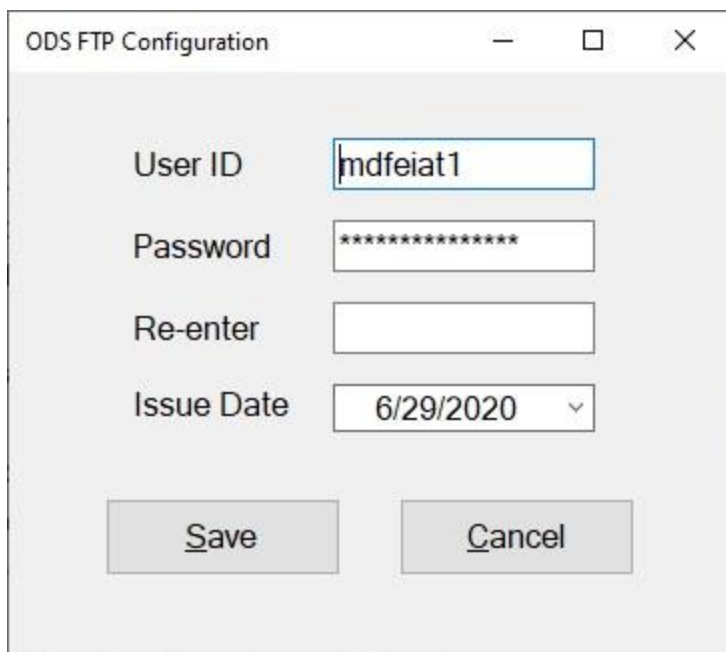 ODS FTP Configuration
User ID mdfeiat1
Password ***************
Re-enter
Issue Date 6/29/2020
Save Cancel